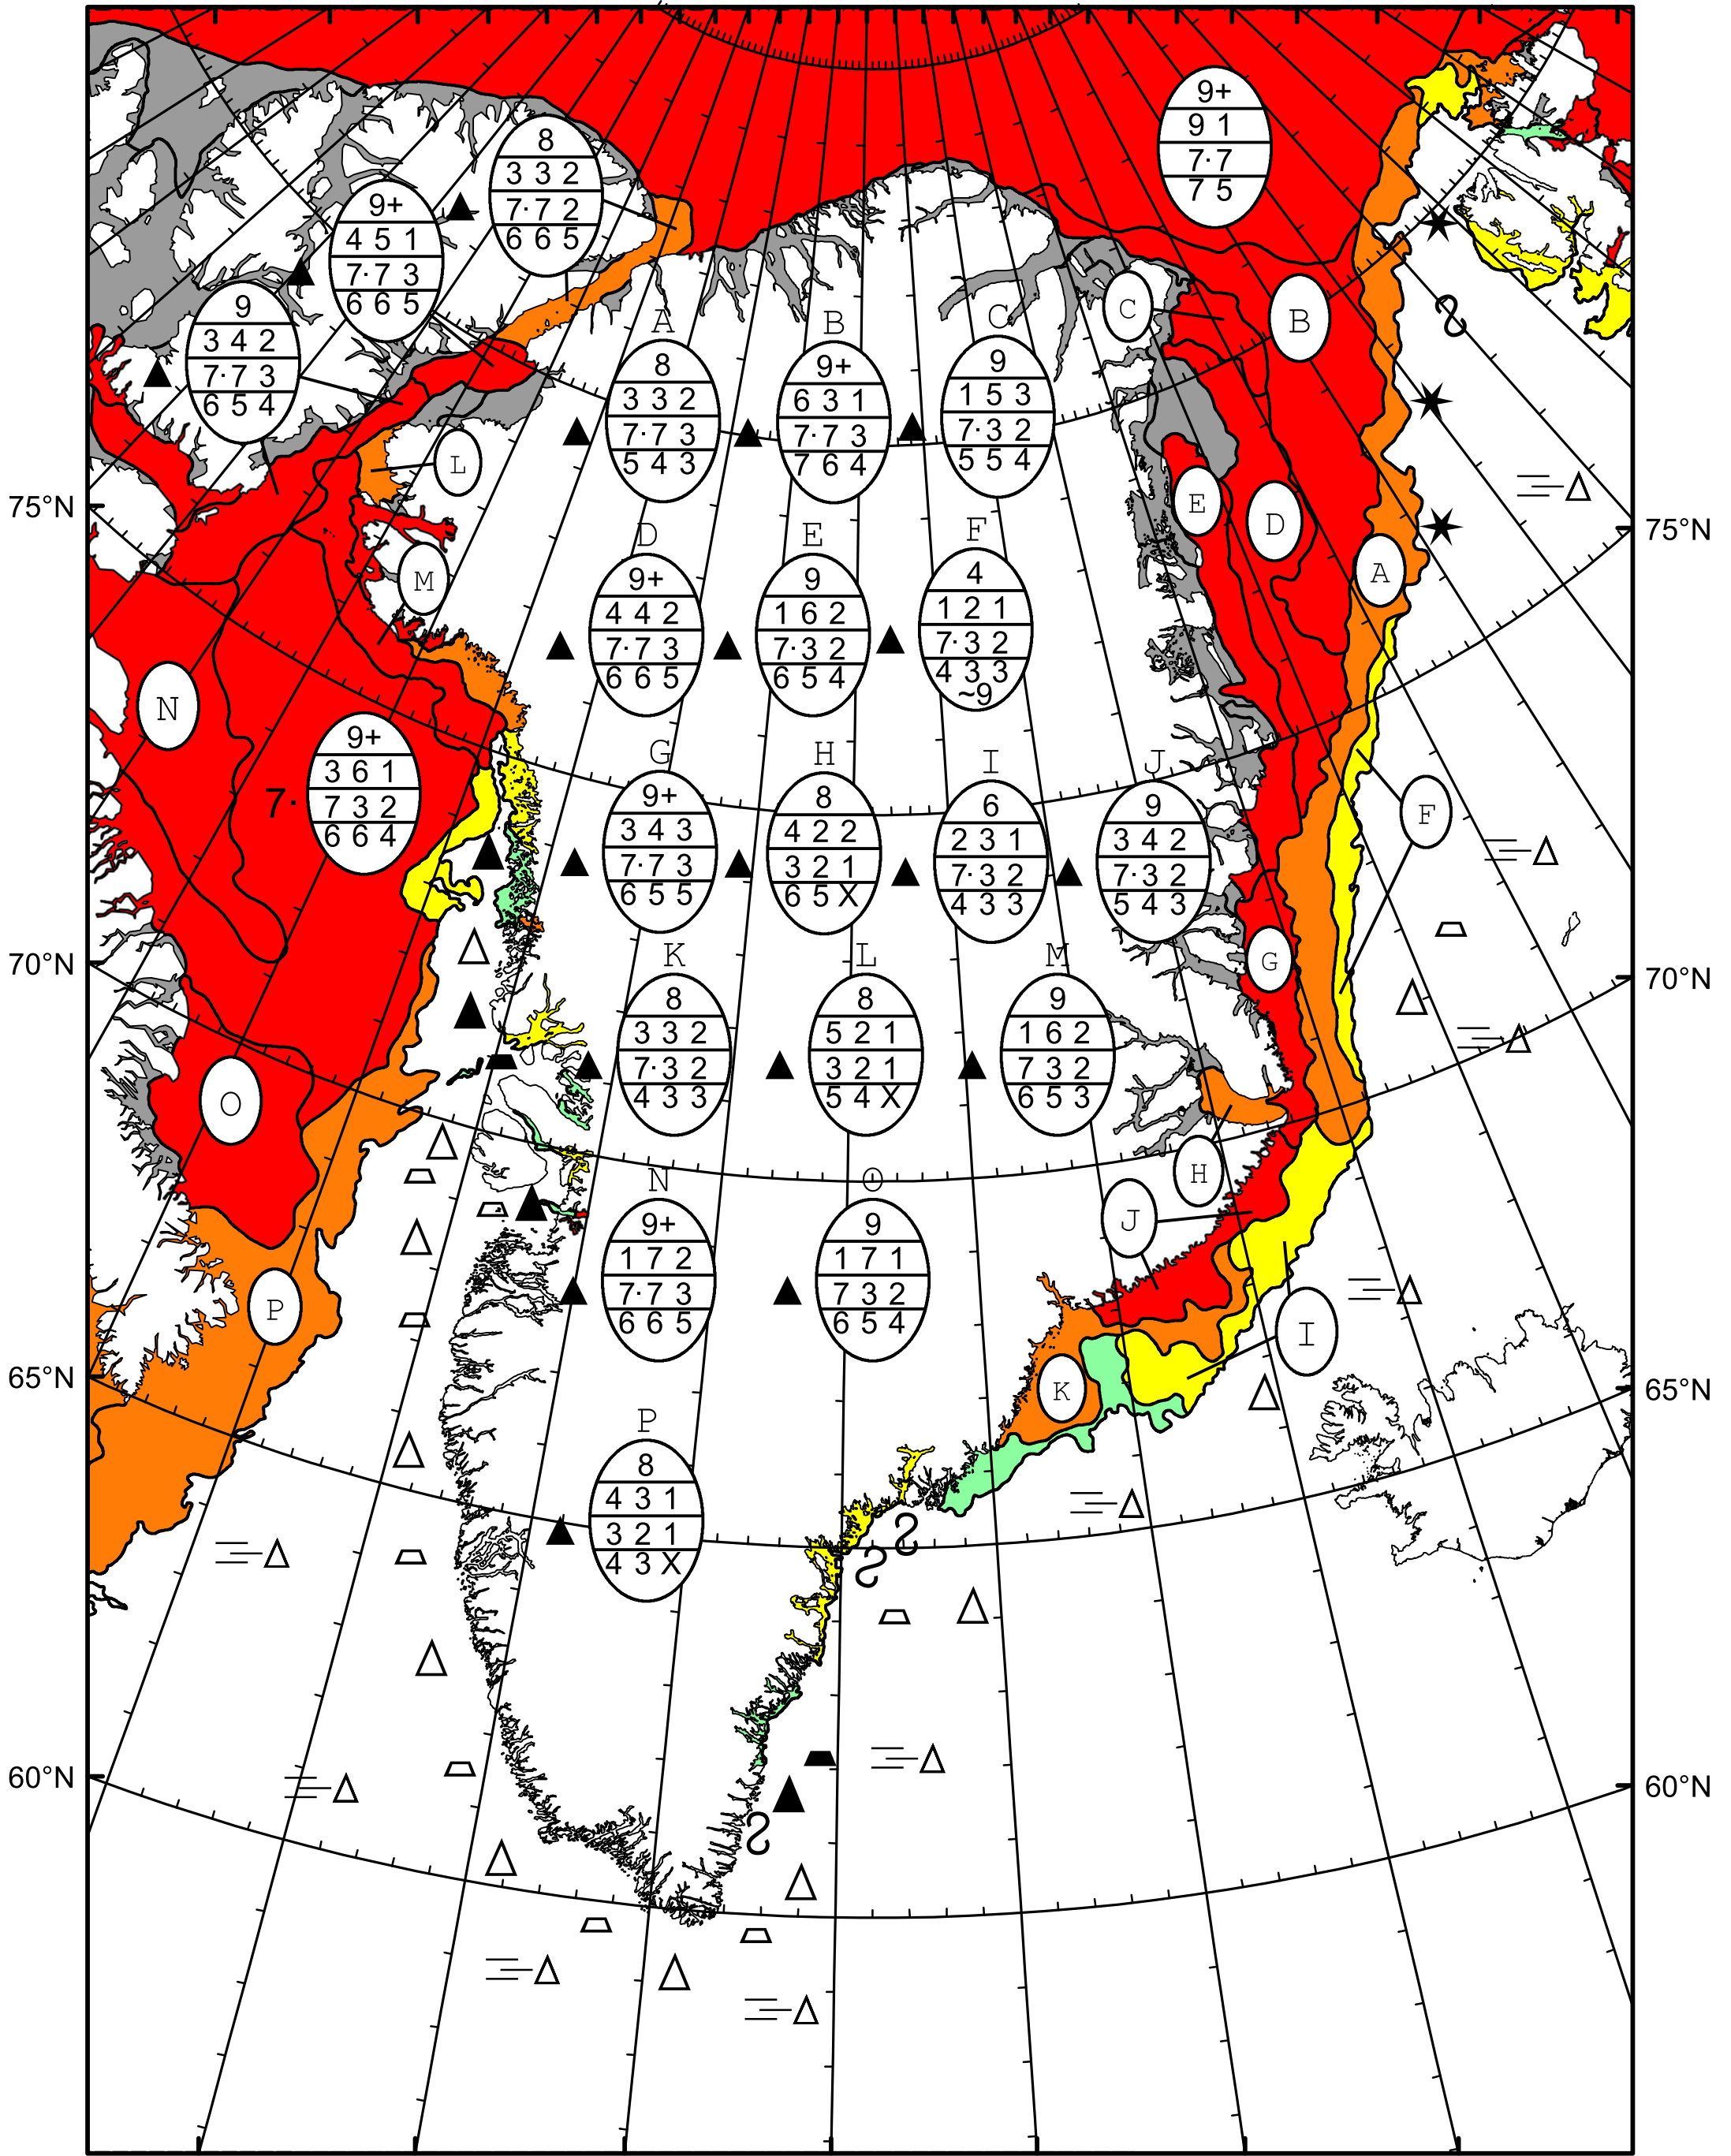 9+
9 1
7·7
7 5
8
3 3 2
7·7 2
6 6 5
9+
4 5 1
7·7 3
6 6 5
9
3 4 2
7·7 3
6 5 4
C
B
A
8
3 3 2
7·7 3
5 4 3
B
9+
6 3 1
7·7 3
7 6 4
C
9
1 5 3
7·3 2
5 5 4
L
E
D
75°N
75°N
M
A
D
9+
4 4 2
7·7 3
6 6 5
E
9
1 6 2
7·3 2
6 5 4
F
4
1 2 1
7·3 2
4 3 3
~9
N
7·
9+
3 6 1
7 3 2
6 6 4
G
9+
3 4 3
7·7 3
6 5 5
H
8
4 2 2
3 2 1
6 5 X
I
6
2 3 1
7·3 2
4 3 3
J
9
3 4 2
7·3 2
5 4 3
F
G
70°N
70°N
K
8
3 3 2
7·3 2
4 3 3
L
8
5 2 1
3 2 1
5 4 X
M
9
1 6 2
7 3 2
6 5 3
O
H
J
N
9+
1 7 2
7·7 3
6 6 5
O
9
1 7 1
7 3 2
6 5 4
P
I
K
65°N
65°N
P
8
4 3 1
3 2 1
4 3 X
60°N
60°N